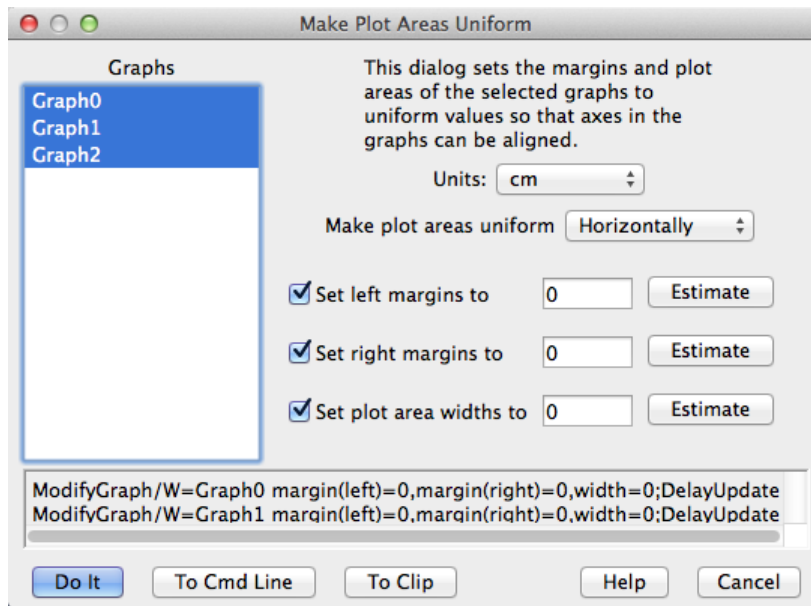 Make Plot Areas Uniform
Graphs
Graph0
Graph1
Graph2
This dialog sets the margins and plot
areas of the selected graphs to
uniform values so that axes in the
graphs can be aligned.
Units: cm
Make plot areas uniform Horizontally
Set left margins to 0 Estimate
Set right margins to 0 Estimate
Set plot area widths to 0 Estimate
ModifyGraph/W=Graph0 margin(left)=0,margin(right)=0,width=0;DelayUpdate
ModifyGraph/W=Graph1 margin(left)=0,margin(right)=0,width=0;DelayUpdate
Do It To Cmd Line To Clip Help Cancel